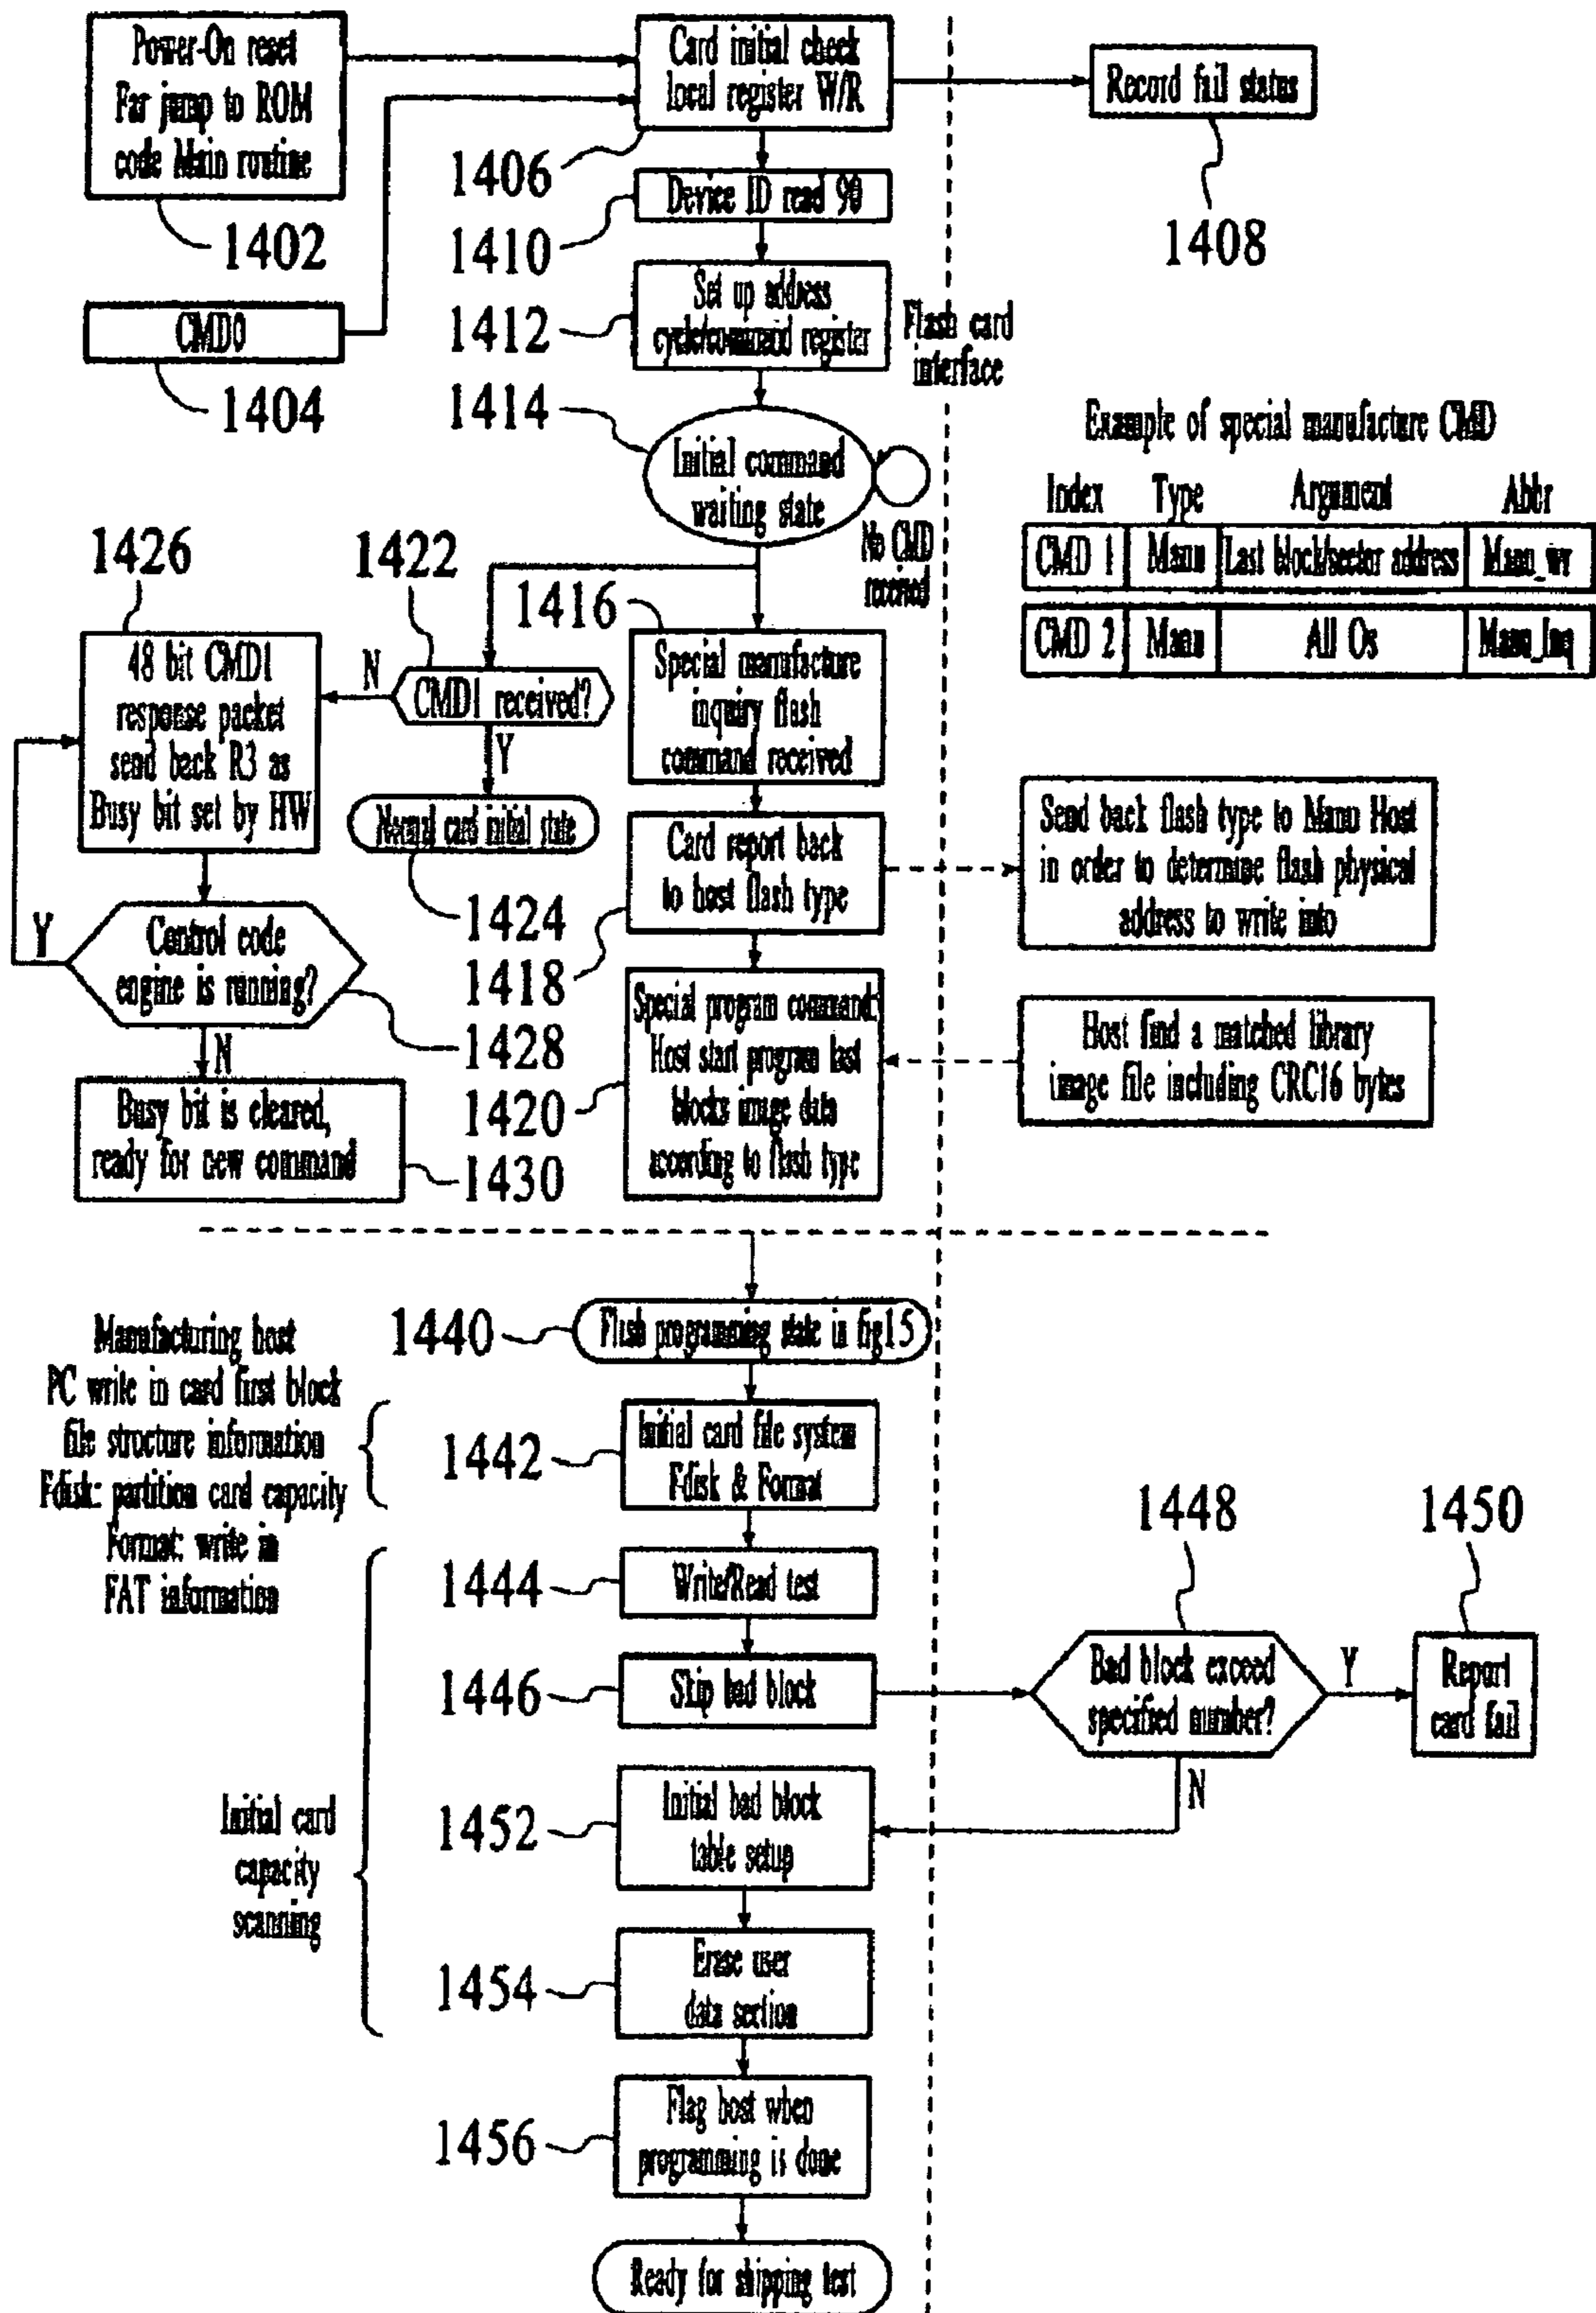 Power-On reset
Far jump to ROM
code Main routine
1402
CMD0
1404
Card initial check
local register W/R
1406
Record fail status
1408
Device ID read 90
1410
Set up address
cycle/command register
1412
Flash card
interface
1414
Initial command
waiting state
No CMD
received
Example of special manufacture CMD
Index Type Argument Abbr
CMD 1 Manu Last block/sector address Manu_wr
CMD 2 Manu All Os Manu_Inq
1426
48 bit CMD1
response packet
send back R3 as
Busy bit set by HW
1422
N
CMD1 received?
Y
Normal card initial state
1424
1416
Special manufacture
inquiry flash
command received
Card report back
to host flash type
1418
Send back flash type to Manu Host
in order to determine flash physical
address to write into
Y
Control code
engine is running?
1428
N
Busy bit is cleared,
ready for new command
1430
Special program command:
Host start program last
blocks image data
according to flash type
1420
Host find a matched library
image file including CRC16 bytes
1440
Flash programming state in fig15
Manufacturing host
PC write in card first block
file structure information
Fdisk: partition card capacity
Format: write in
FAT information
1442
Initial card file system
Fdisk & Format
1444
Write/Read test
1446
Skip bad block
1448
Bad block exceed
specified number?
Y
N
1450
Report
card fail
Initial card
capacity
scanning
1452
Initial bad block
table setup
1454
Erase user
data section
1456
Flag host when
programming is done
Ready for shipping test